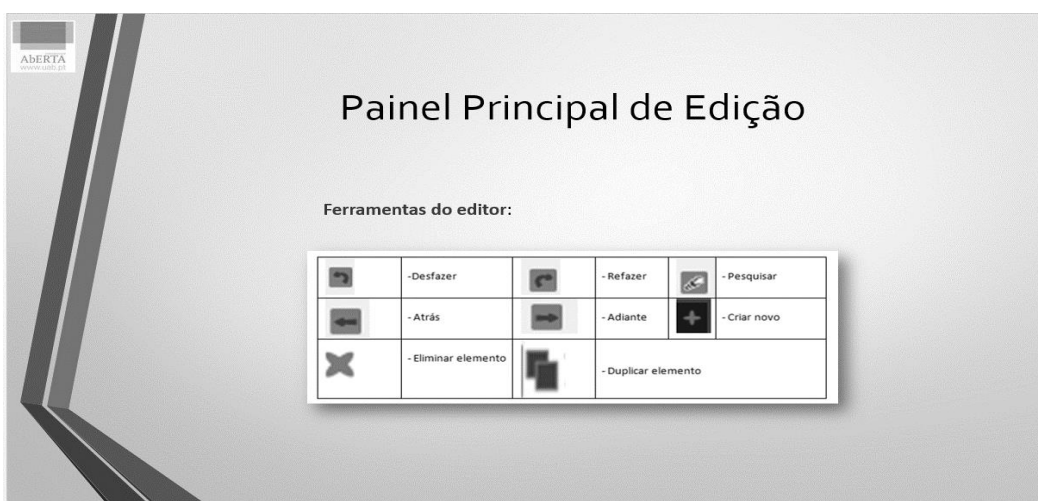 AbERTA
www.uab.pt
Painel Principal de Edição
Ferramentas do editor:
-Desfazer
- Refazer
- Pesquisar
- Atrás
- Adiante
- Criar novo
- Eliminar elemento
- Duplicar elemento